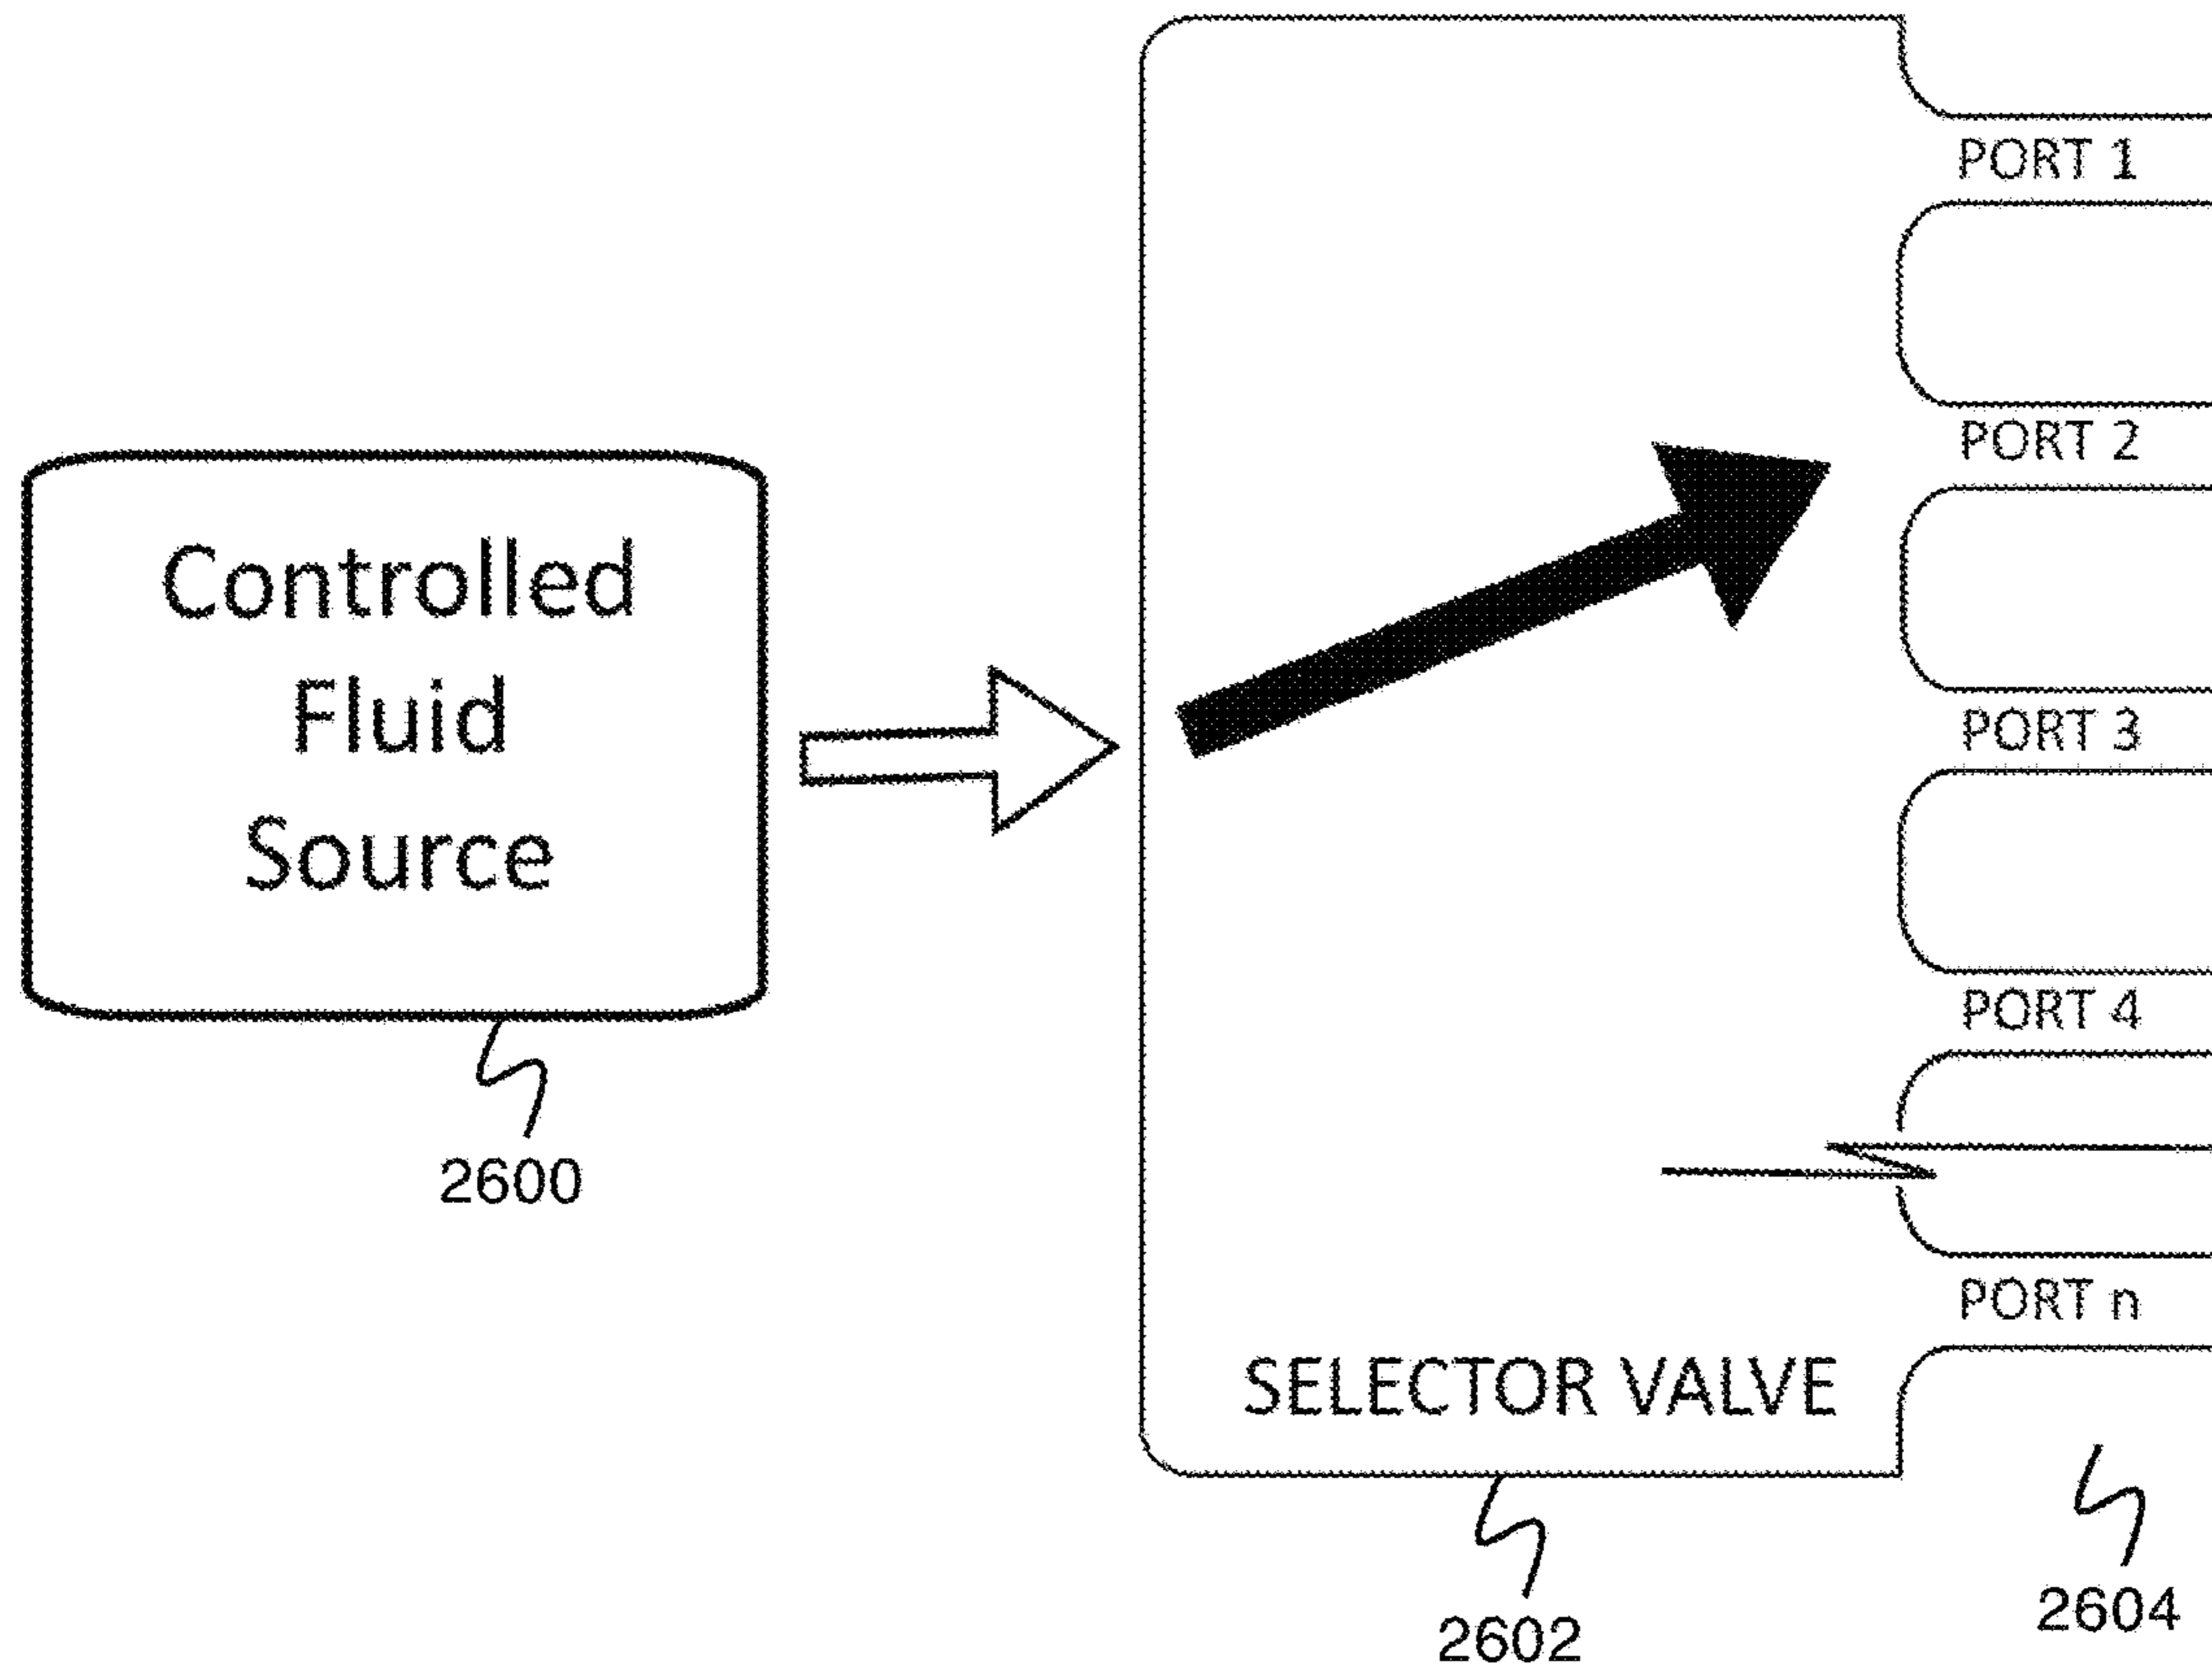 Controlled
Fluid
Source
2600
PORT 1
PORT 2
PORT 3
PORT 4
PORT n
SELECTOR VALVE
2602
2604